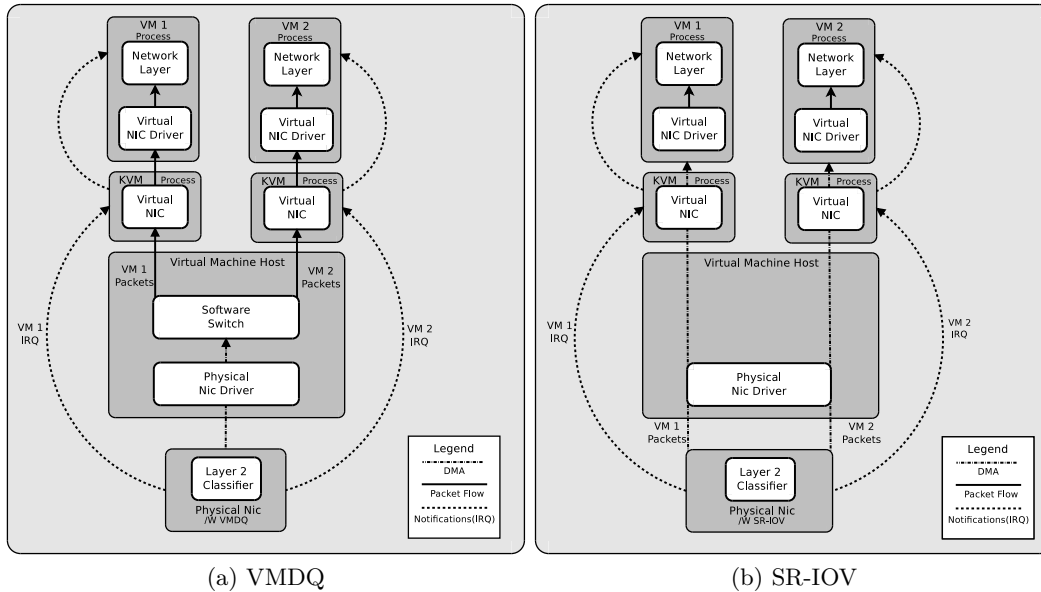 VM 1
Process
Network
Layer
Virtual
NIC Driver
KVM
Process
Virtual
NIC
VM 2
Process
Network
Layer
Virtual
NIC Driver
KVM
Process
Virtual
NIC
Virtual Machine Host
VM 1
Packets
VM 2
Packets
Software
Switch
Physical
Nic Driver
VM 1
IRQ
VM 2
IRQ
Layer 2
Classifier
Physical Nic
/W VMDQ
Legend
DMA
Packet Flow
Notifications(IRQ)
(a) VMDQ
VM 1
Process
Network
Layer
Virtual
NIC Driver
KVM
Process
Virtual
NIC
VM 2
Process
Network
Layer
Virtual
NIC Driver
KVM
Process
Virtual
NIC
Virtual Machine Host
VM 1
IRQ
VM 2
IRQ
Physical
Nic Driver
VM 1
Packets
VM 2
Packets
Layer 2
Classifier
Physical Nic
/W SR-IOV
Legend
DMA
Packet Flow
Notifications(IRQ)
(b) SR-IOV